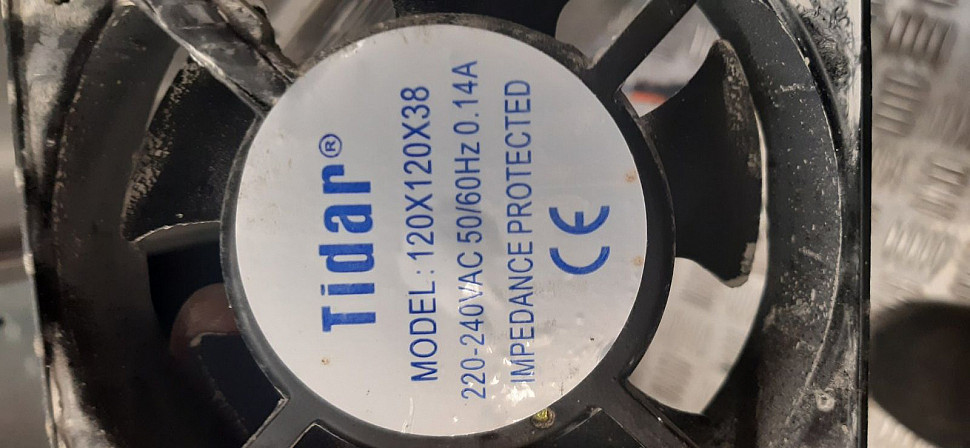 Tidar®
MODEL: 120X120X38
220-240VAC 50/60Hz 0.14A
IMPEDANCE PROTECTED
CE